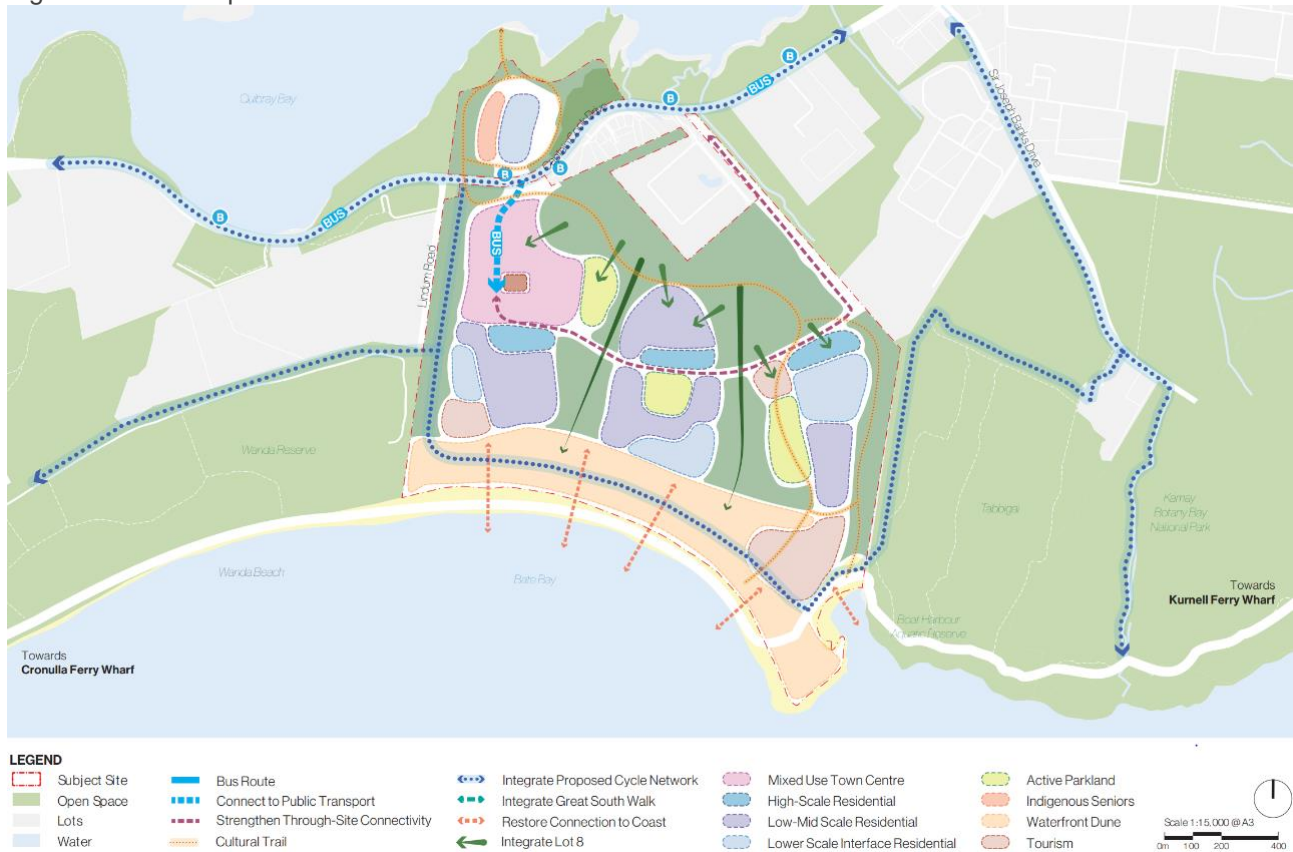 Quibray Bay
B
BUS
B
B
BUS
B
B
B
BUS
Sir Joseph Banks Drive
Lindum Road
Wanda Reserve
Wanda Beach
Bate Bay
Boat Harbour
Aquatic Reserve
Kamay
Botany Bay
National Park
Towards
Kurnell Ferry Wharf
Towards
Cronulla Ferry Wharf
LEGEND
Subject Site
Open Space
Lots
Water
Bus Route
Connect to Public Transport
Strengthen Through-Site Connectivity
Cultural Trail
Integrate Proposed Cycle Network
Integrate Great South Walk
Restore Connection to Coast
Integrate Lot 8
Mixed Use Town Centre
High-Scale Residential
Low-Mid Scale Residential
Lower Scale Interface Residential
Active Parkland
Indigenous Seniors
Waterfront Dune
Tourism
Scale 1:15,000 @ A3
0m 100 200 400